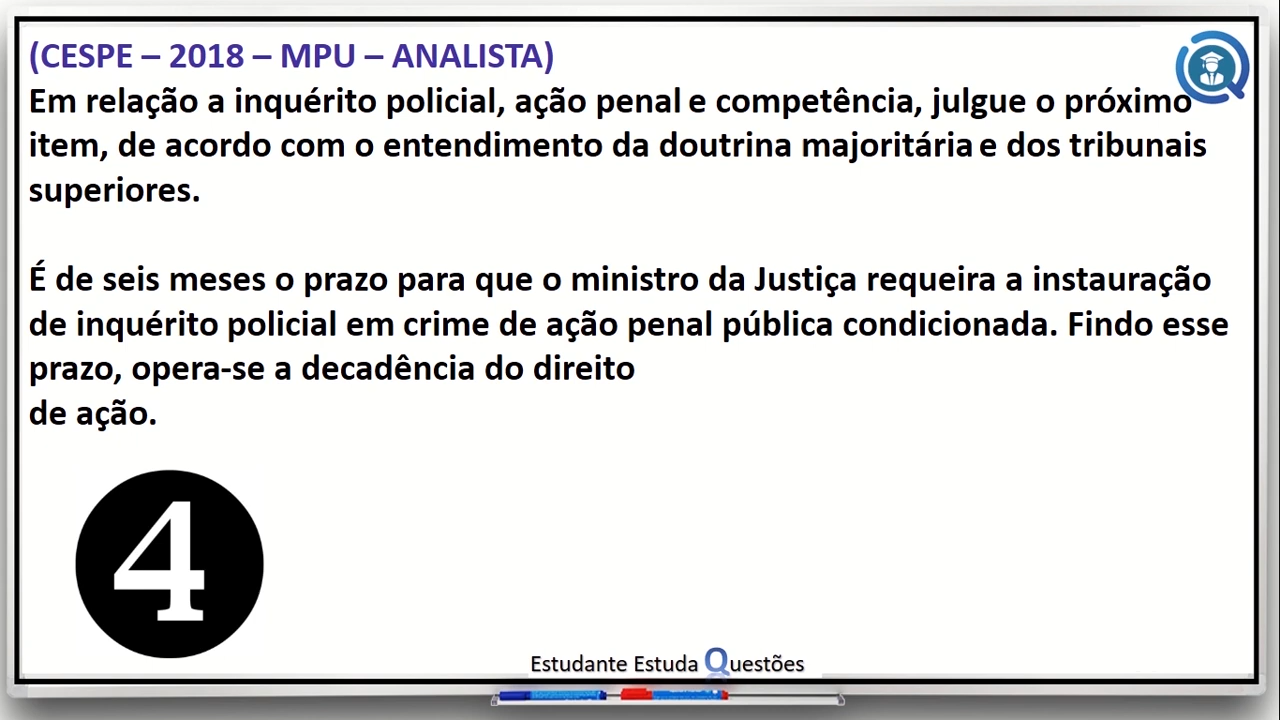 (CESPE – 2018 – MPU – ANALISTA)
Em relação a inquérito policial, ação penal e competência, julgue o próximo
item, de acordo com o entendimento da doutrina majoritária e dos tribunais
superiores.
É de seis meses o prazo para que o ministro da Justiça requeira a instauração
de inquérito policial em crime de ação penal pública condicionada. Findo esse
prazo, opera-se a decadência do direito
de ação.
4
Estudante Estuda Questões